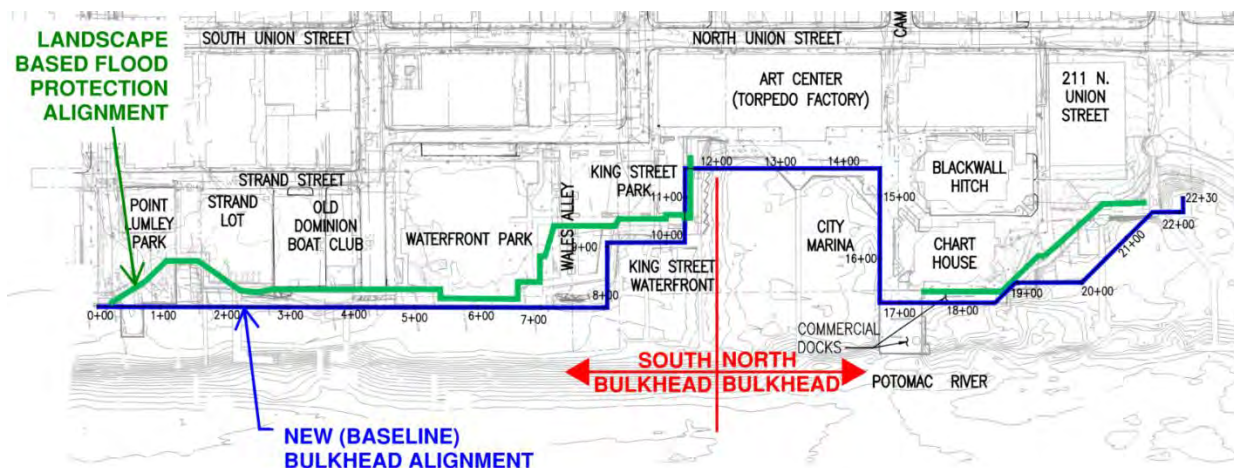 LANDSCAPE
BASED FLOOD
PROTECTION
ALIGNMENT
SOUTH UNION STREET
NORTH UNION STREET
CAM
ART CENTER
(TORPEDO FACTORY)
211 N.
UNION
STREET
STRAND STREET
POINT
LUMLEY
PARK
STRAND
LOT
OLD
DOMINION
BOAT CLUB
WATERFRONT PARK
WALES ALLEY
KING STREET
PARK
BLACKWALL
HITCH
CITY
MARINA
CHART
HOUSE
KING STREET
WATERFRONT
0+00
1+00
2+00
3+00
4+00
5+00
6+00
7+00
8+00
9+00
10+00
11+00
12+00
13+00
14+00
15+00
16+00
17+00
18+00
19+00
20+00
21+00
22+00
22+30
COMMERCIAL
DOCKS
SOUTH
BULKHEAD
NORTH
BULKHEAD
POTOMAC RIVER
NEW (BASELINE)
BULKHEAD ALIGNMENT